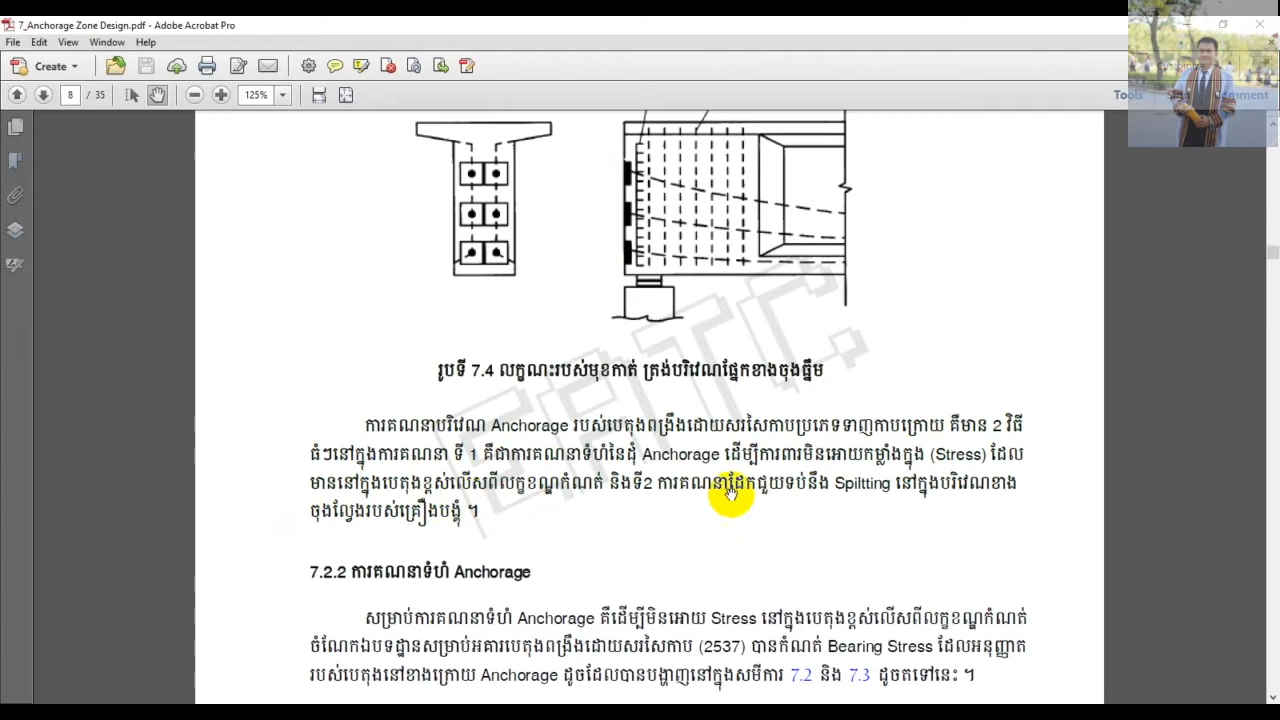 7_Anchorage Zone Design.pdf - Adobe Acrobat Pro
File Edit View Window Help
Create
8 / 35 125% Tools Comment
EATC
រូបទី 7.4 លក្ខណះរបស់មុខកាត់ ត្រង់បរិវេណផ្នែកខាងចុងធ្នឹម
ការគណនាបរិវេណ Anchorage របស់បេតុងពង្រឹងដោយសរសៃកាបប្រភេទទាញកាបក្រោយ គឺមាន 2 វិធី
ធំៗនៅក្នុងការគណនា ទី 1 គឺជាការគណនាទំហំនៃដុំ Anchorage ដើម្បីការពារមិនអោយកម្លាំងក្នុង (Stress) ដែល
មាននៅក្នុងបេតុងខ្ពស់លើសពីលក្ខខណ្ឌកំណត់ និងទី2 ការគណនាដែកជួយទប់នឹង Spiltting នៅក្នុងបរិវេណខាង
ចុងល្វែងរបស់គ្រឿងបង្គុំ ។
7.2.2 ការគណនាទំហំ Anchorage
សម្រាប់ការគណនាទំហំ Anchorage គឺដើម្បីមិនអោយ Stress នៅក្នុងបេតុងខ្ពស់លើសពីលក្ខខណ្ឌកំណត់
ចំណែកឯបទដ្ឋានសម្រាប់អគារបេតុងពង្រឹងដោយសរសៃកាប (2537) បានកំណត់ Bearing Stress ដែលអនុញ្ញាត
របស់បេតុងនៅខាងក្រោយ Anchorage ដូចដែលបានបង្ហាញនៅក្នុងសមីការ 7.2 និង 7.3 ដូចតទៅនេះ ។